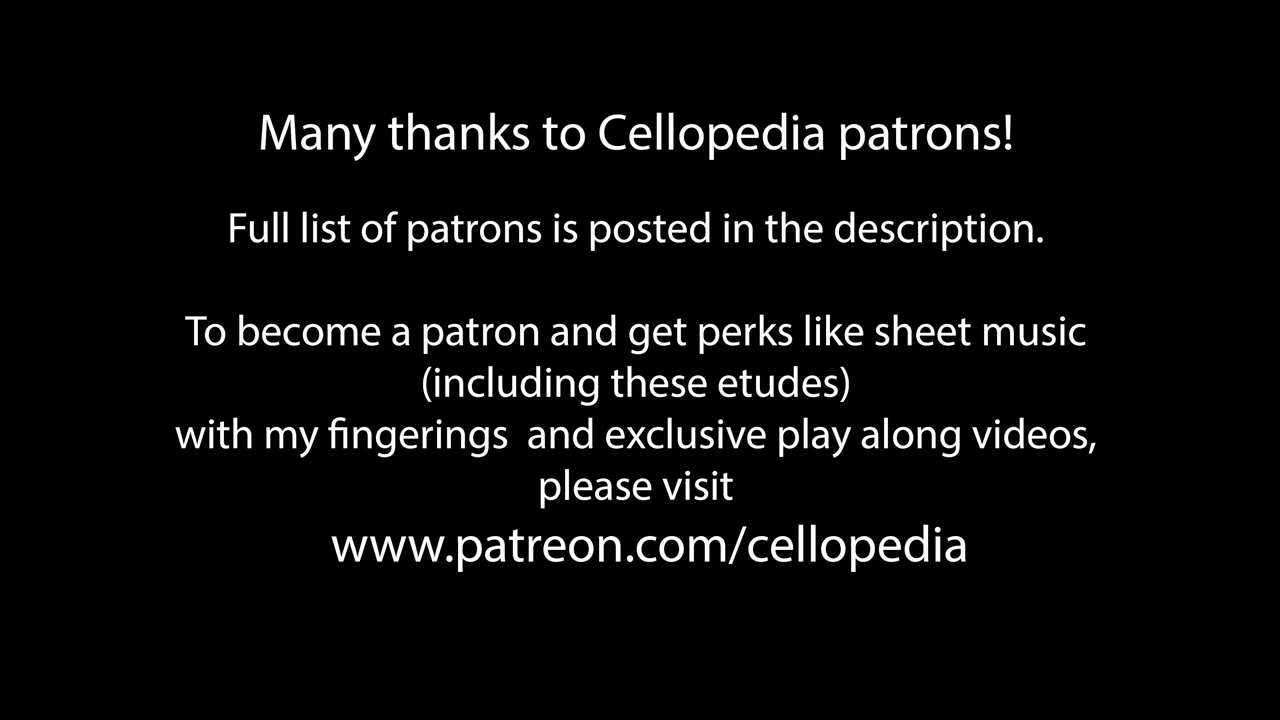 Many thanks to Cellopedia patrons!
Full list of patrons is posted in the description.
To become a patron and get perks like sheet music
(including these etudes)
with my fingerings  and exclusive play along videos,
please visit
www.patreon.com/cellopedia